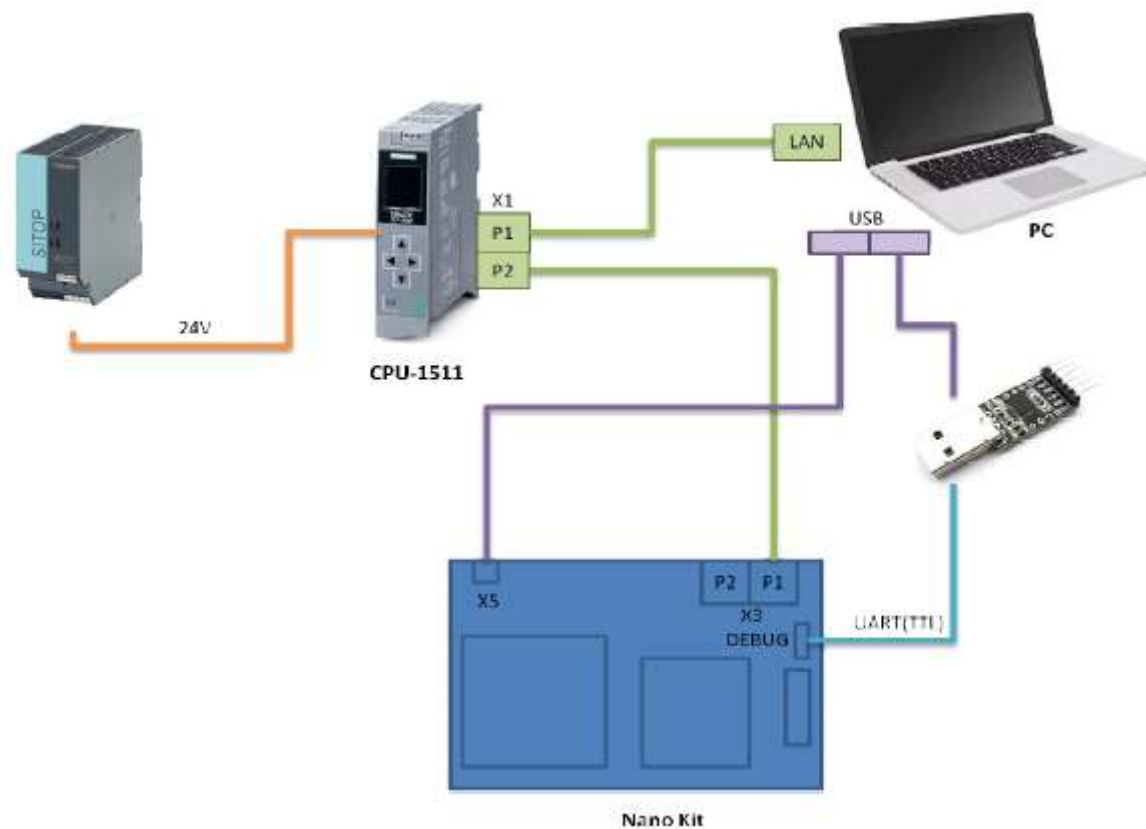 SITOP
24V
SIEMENS
X1
P1
P2
CPU-1511
LAN
USB
PC
X5
P2
P1
X3
DEBUG
UART(TTL)
Nano Kit